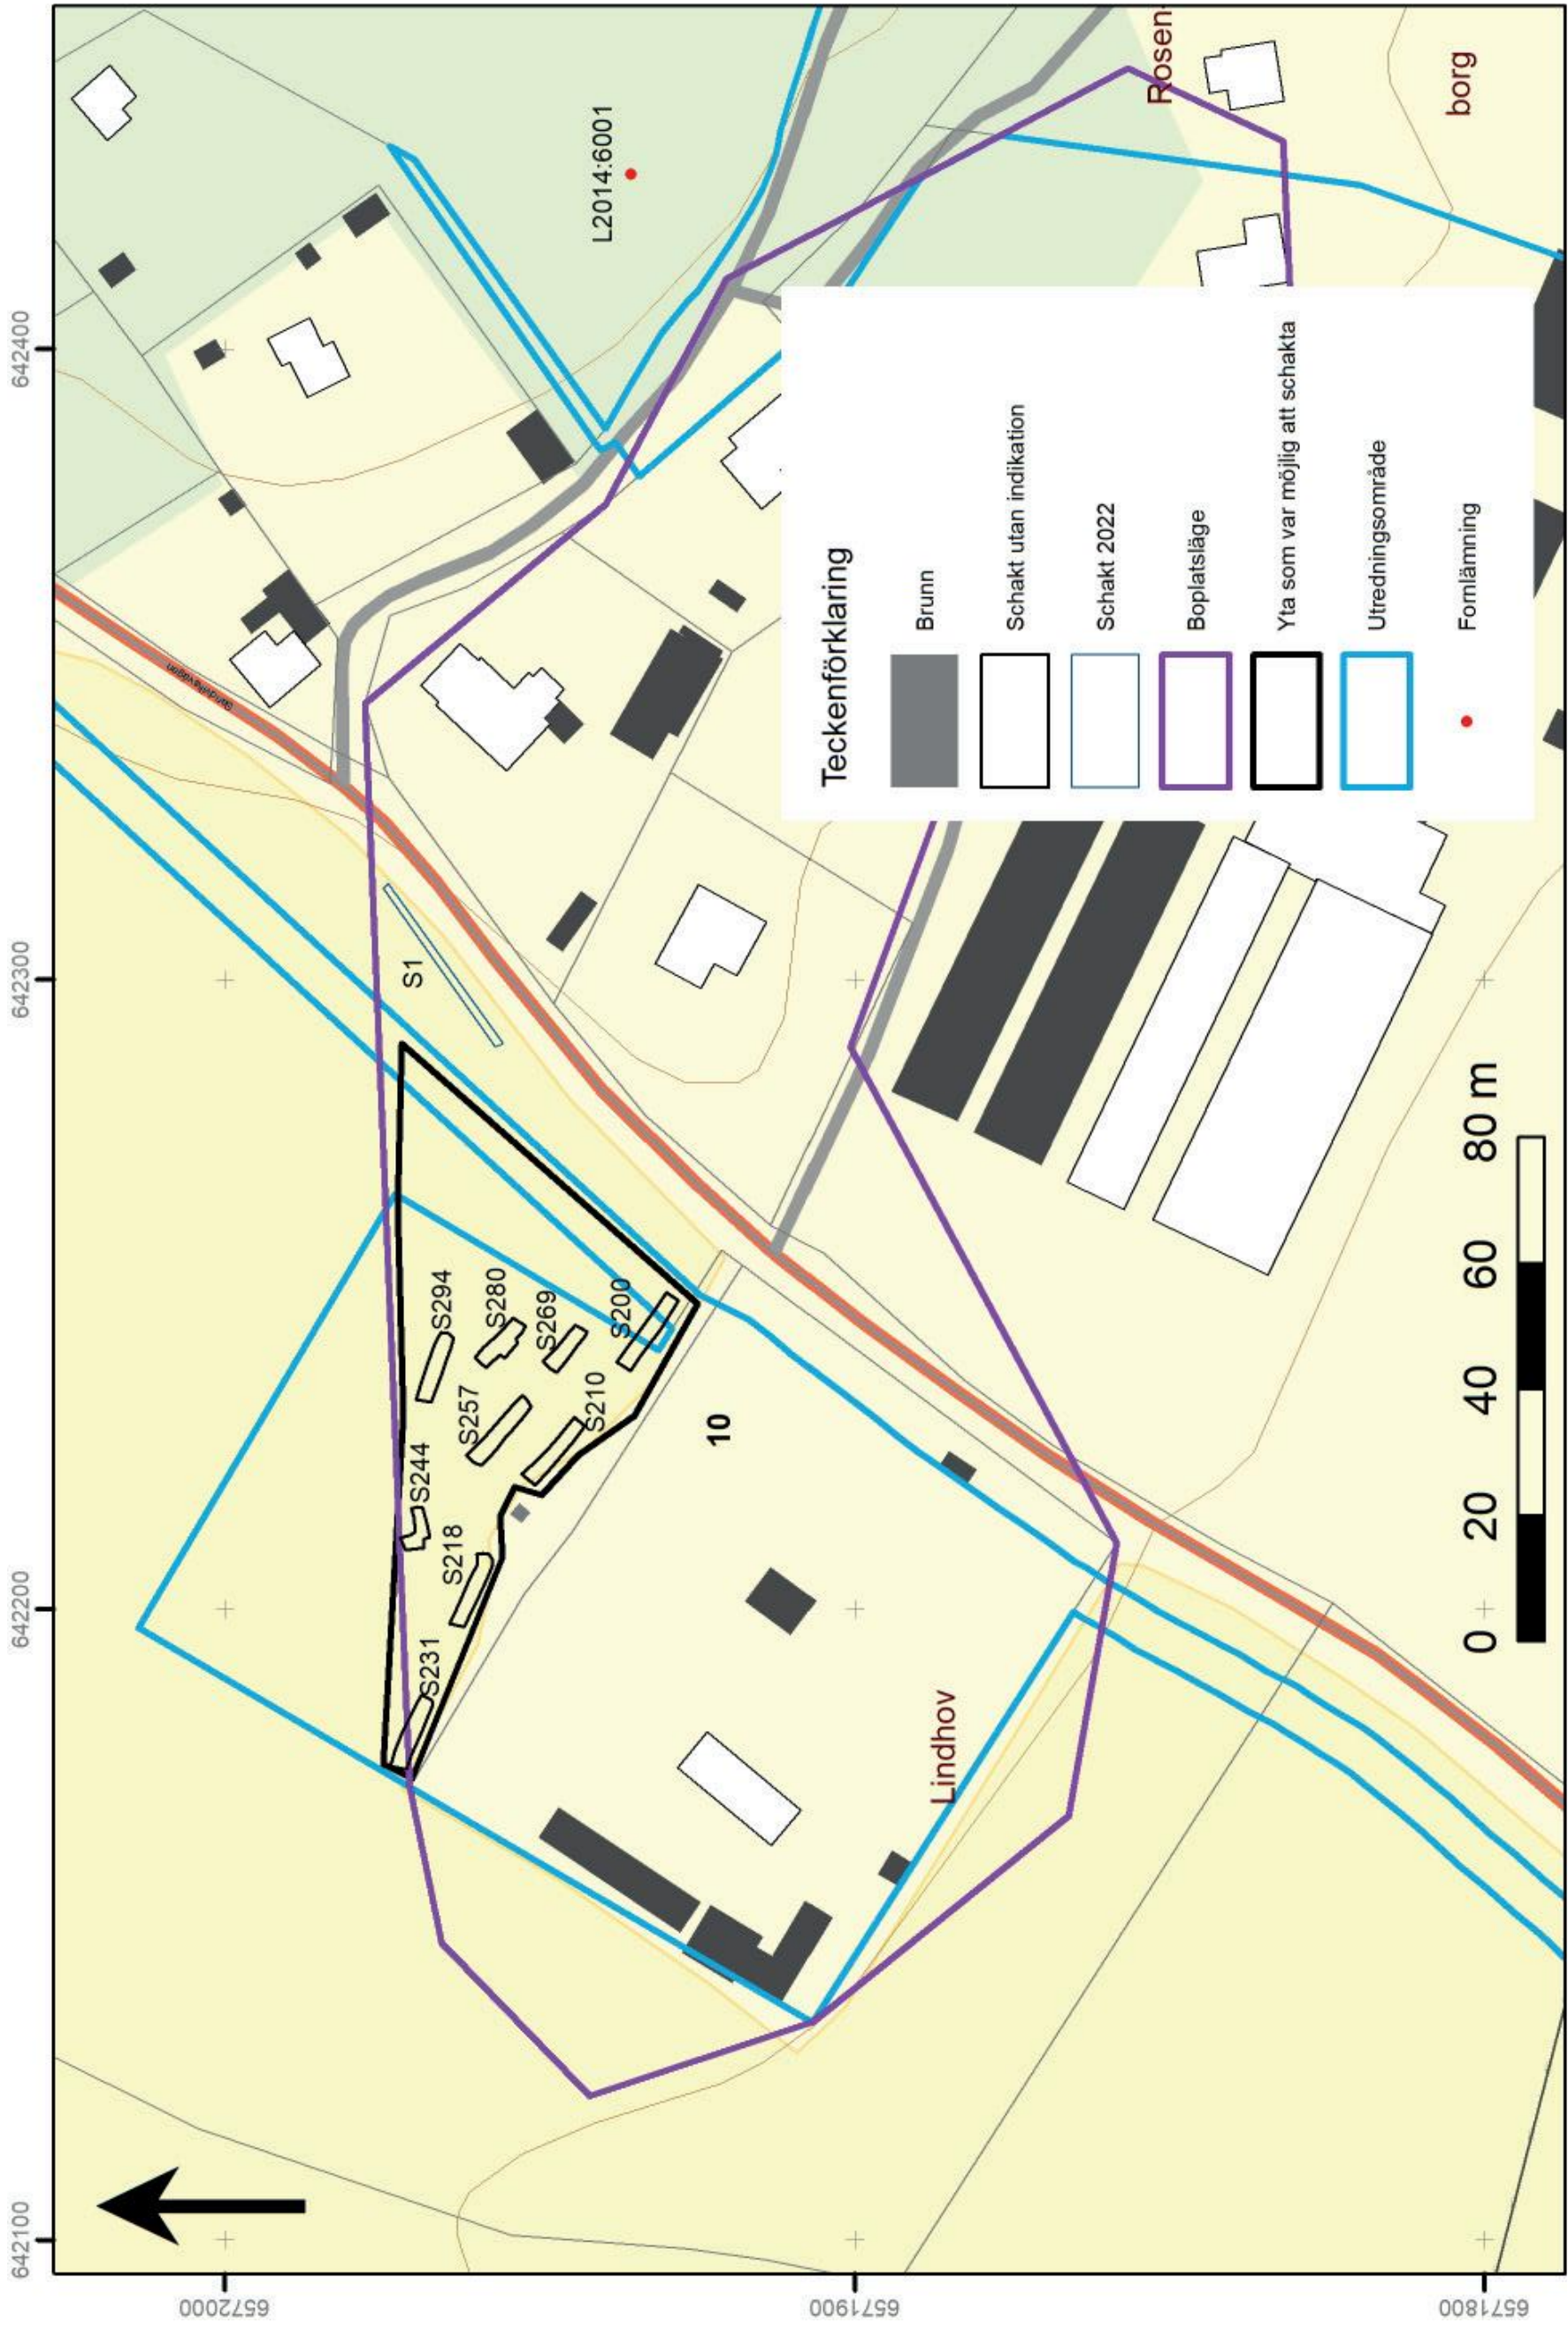 642100
642200
642300
642400
6572000
6571900
6571800
S1
S294
S280
S269
S200
S257
S210
S244
S218
S231
10
L2014:6001
Lindhov
Rosen-
borg
Teckenförklaring
Brunn
Schakt utan indikation
Schakt 2022
Boplatsläge
Yta som var möjlig att schakta
Utredningsområde
Fornlämning
0 20 40 60 80 m